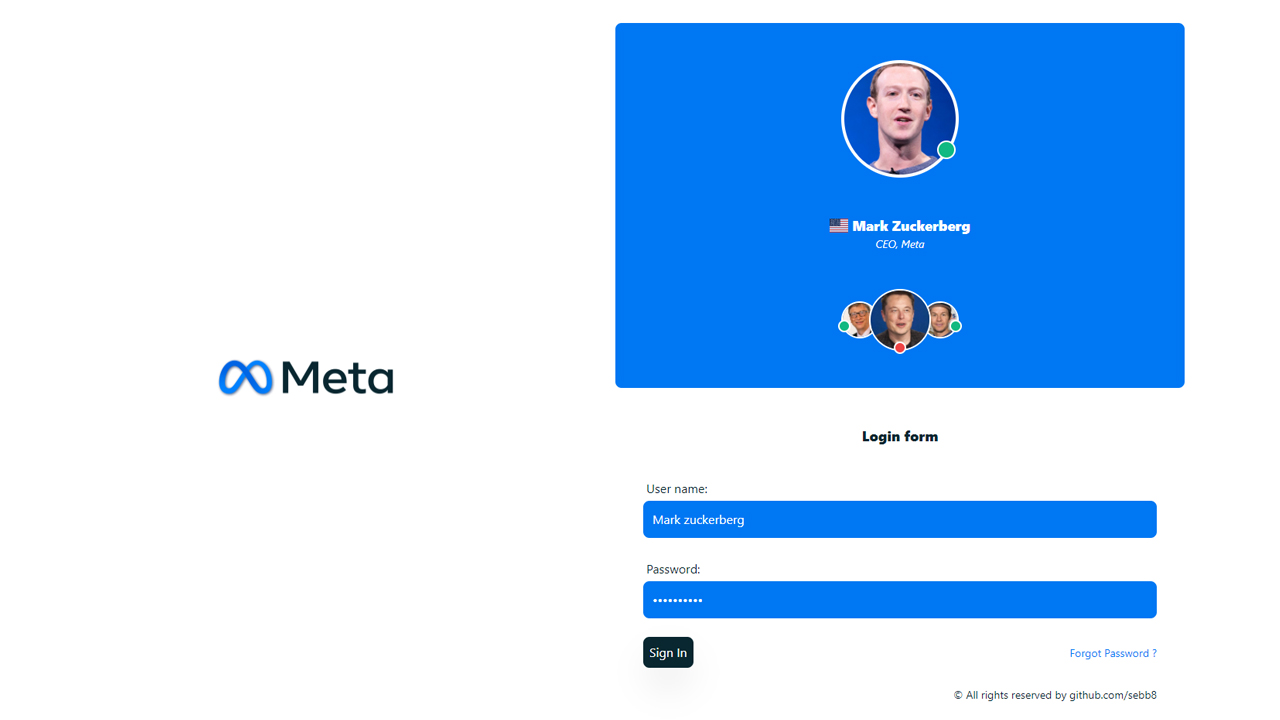 Meta
Mark Zuckerberg
CEO, Meta
Login form
User name:
Mark zuckerberg
Password:
••••••••••
Sign In
Forgot Password ?
© All rights reserved by github.com/sebb8